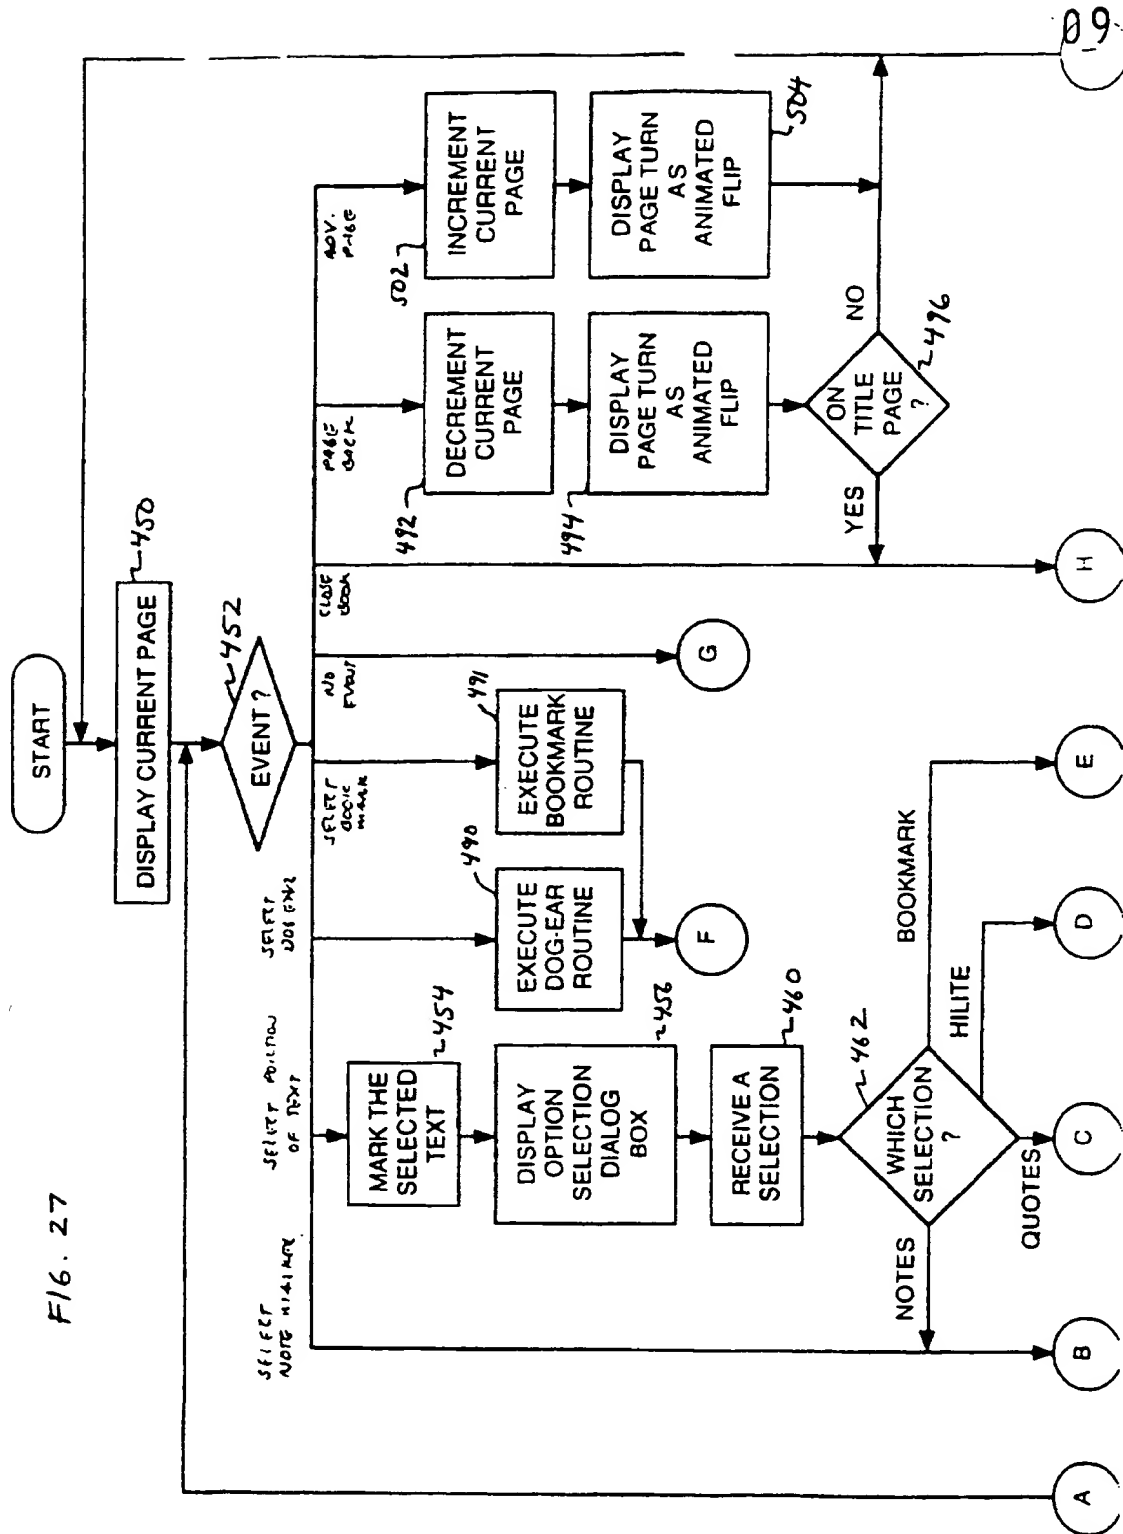 FIG. 27
START
DISPLAY CURRENT PAGE
450
EVENT ?
452
SELECT
NOTE
SELECT PORTION
OF TEXT
SELECT
DOG EAR
SELECT
BOOK
MARK
NO
EVENT
CLOSE
BOOK
PAGE
BACK
ADV.
PAGE
MARK THE
SELECTED
TEXT
454
DISPLAY
OPTION
SELECTION
DIALOG
BOX
456
RECEIVE A
SELECTION
460
WHICH
SELECTION
?
462
NOTES
QUOTES
HILITE
BOOKMARK
EXECUTE
DOG-EAR
ROUTINE
490
EXECUTE
BOOKMARK
ROUTINE
491
F
G
DECREMENT
CURRENT
PAGE
492
DISPLAY
PAGE TURN
AS
ANIMATED
FLIP
494
ON
TITLE
PAGE
?
496
YES
NO
INCREMENT
CURRENT
PAGE
502
DISPLAY
PAGE TURN
AS
ANIMATED
FLIP
504
A
B
C
D
E
H
09